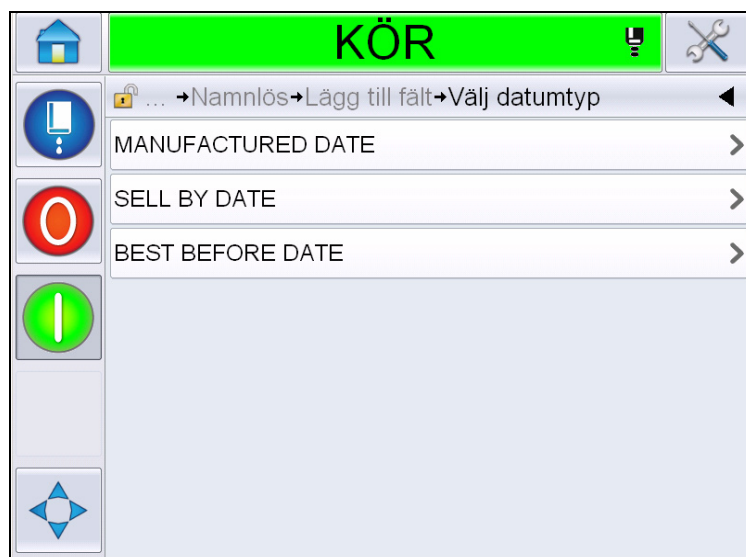 KÖR
... →Namnlös→Lägg till fält→Välj datumtyp
MANUFACTURED DATE
SELL BY DATE
BEST BEFORE DATE